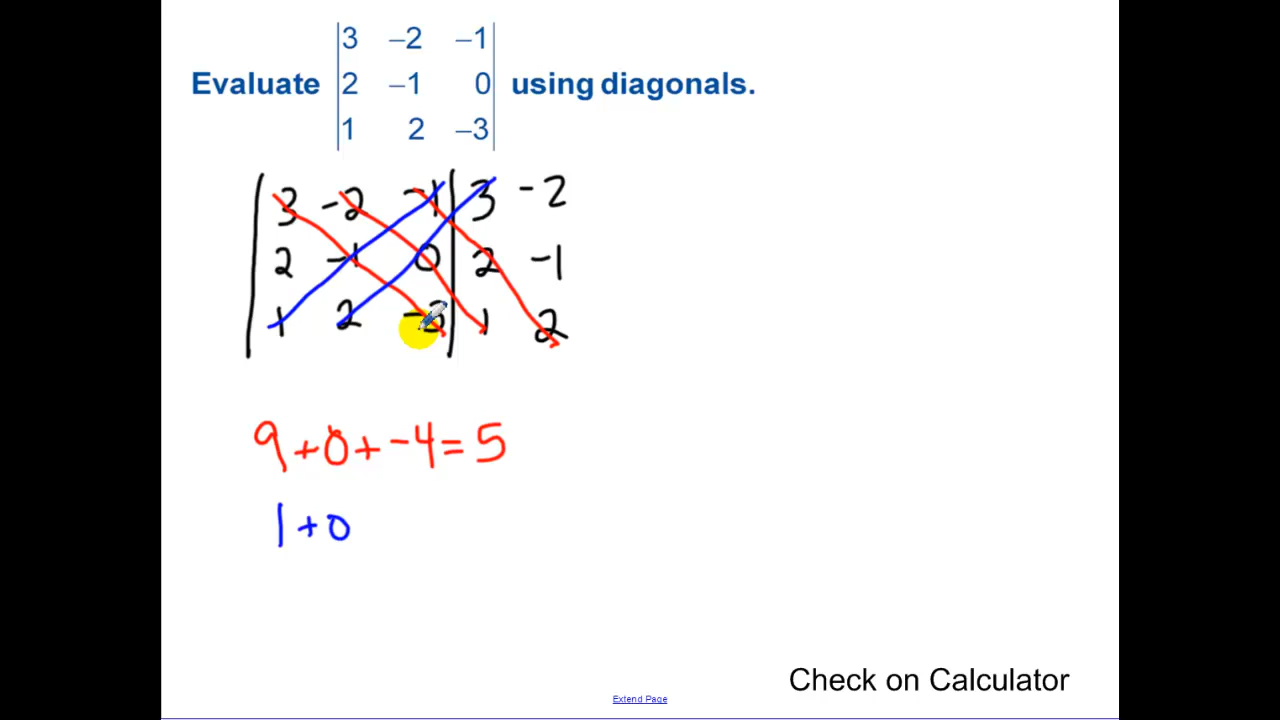 3 –2 –1
Evaluate 2 –1 0 using diagonals.
1 2 –3
3 -2 -1 3 -2
2 -1 0 2 -1
1 2 -3 1 2
9+0+-4=5
1+0
Check on Calculator
Extend Page